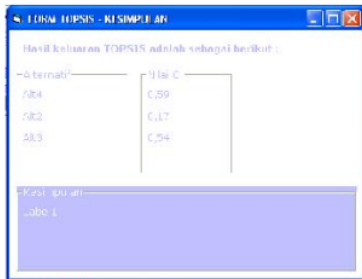 FORM TOPSIS - KESIMPULAN
Hasil keluaran TOPSIS adalah sebagai berikut :
Alternatif Nilai C
Alt4 0,59
Alt2 0,17
Alt3 0,54
Kesimpulan
Label1